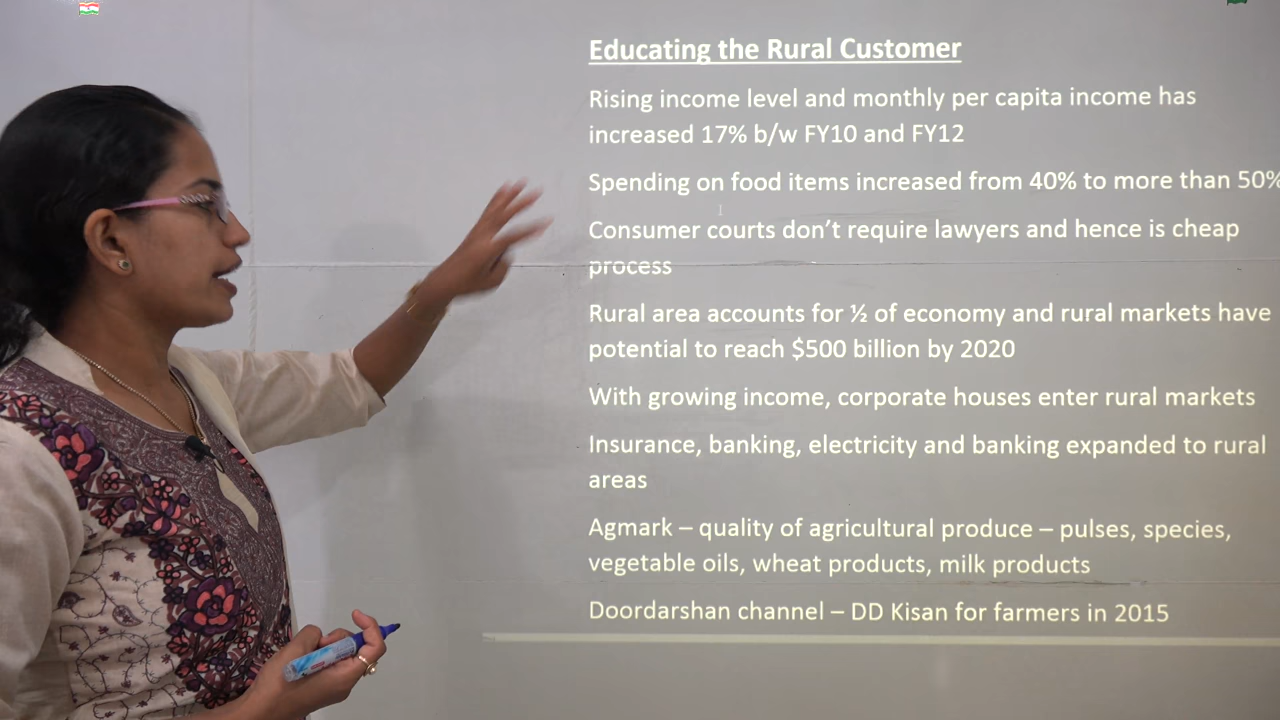 Educating the Rural Customer
Rising income level and monthly per capita income has
increased 17% b/w FY10 and FY12
Spending on food items increased from 40% to more than 50%
Consumer courts don't require lawyers and hence is cheap
process
Rural area accounts for ½ of economy and rural markets have
potential to reach $500 billion by 2020
With growing income, corporate houses enter rural markets
Insurance, banking, electricity and banking expanded to rural
areas
Agmark – quality of agricultural produce – pulses, species,
vegetable oils, wheat products, milk products
Doordarshan channel – DD Kisan for farmers in 2015